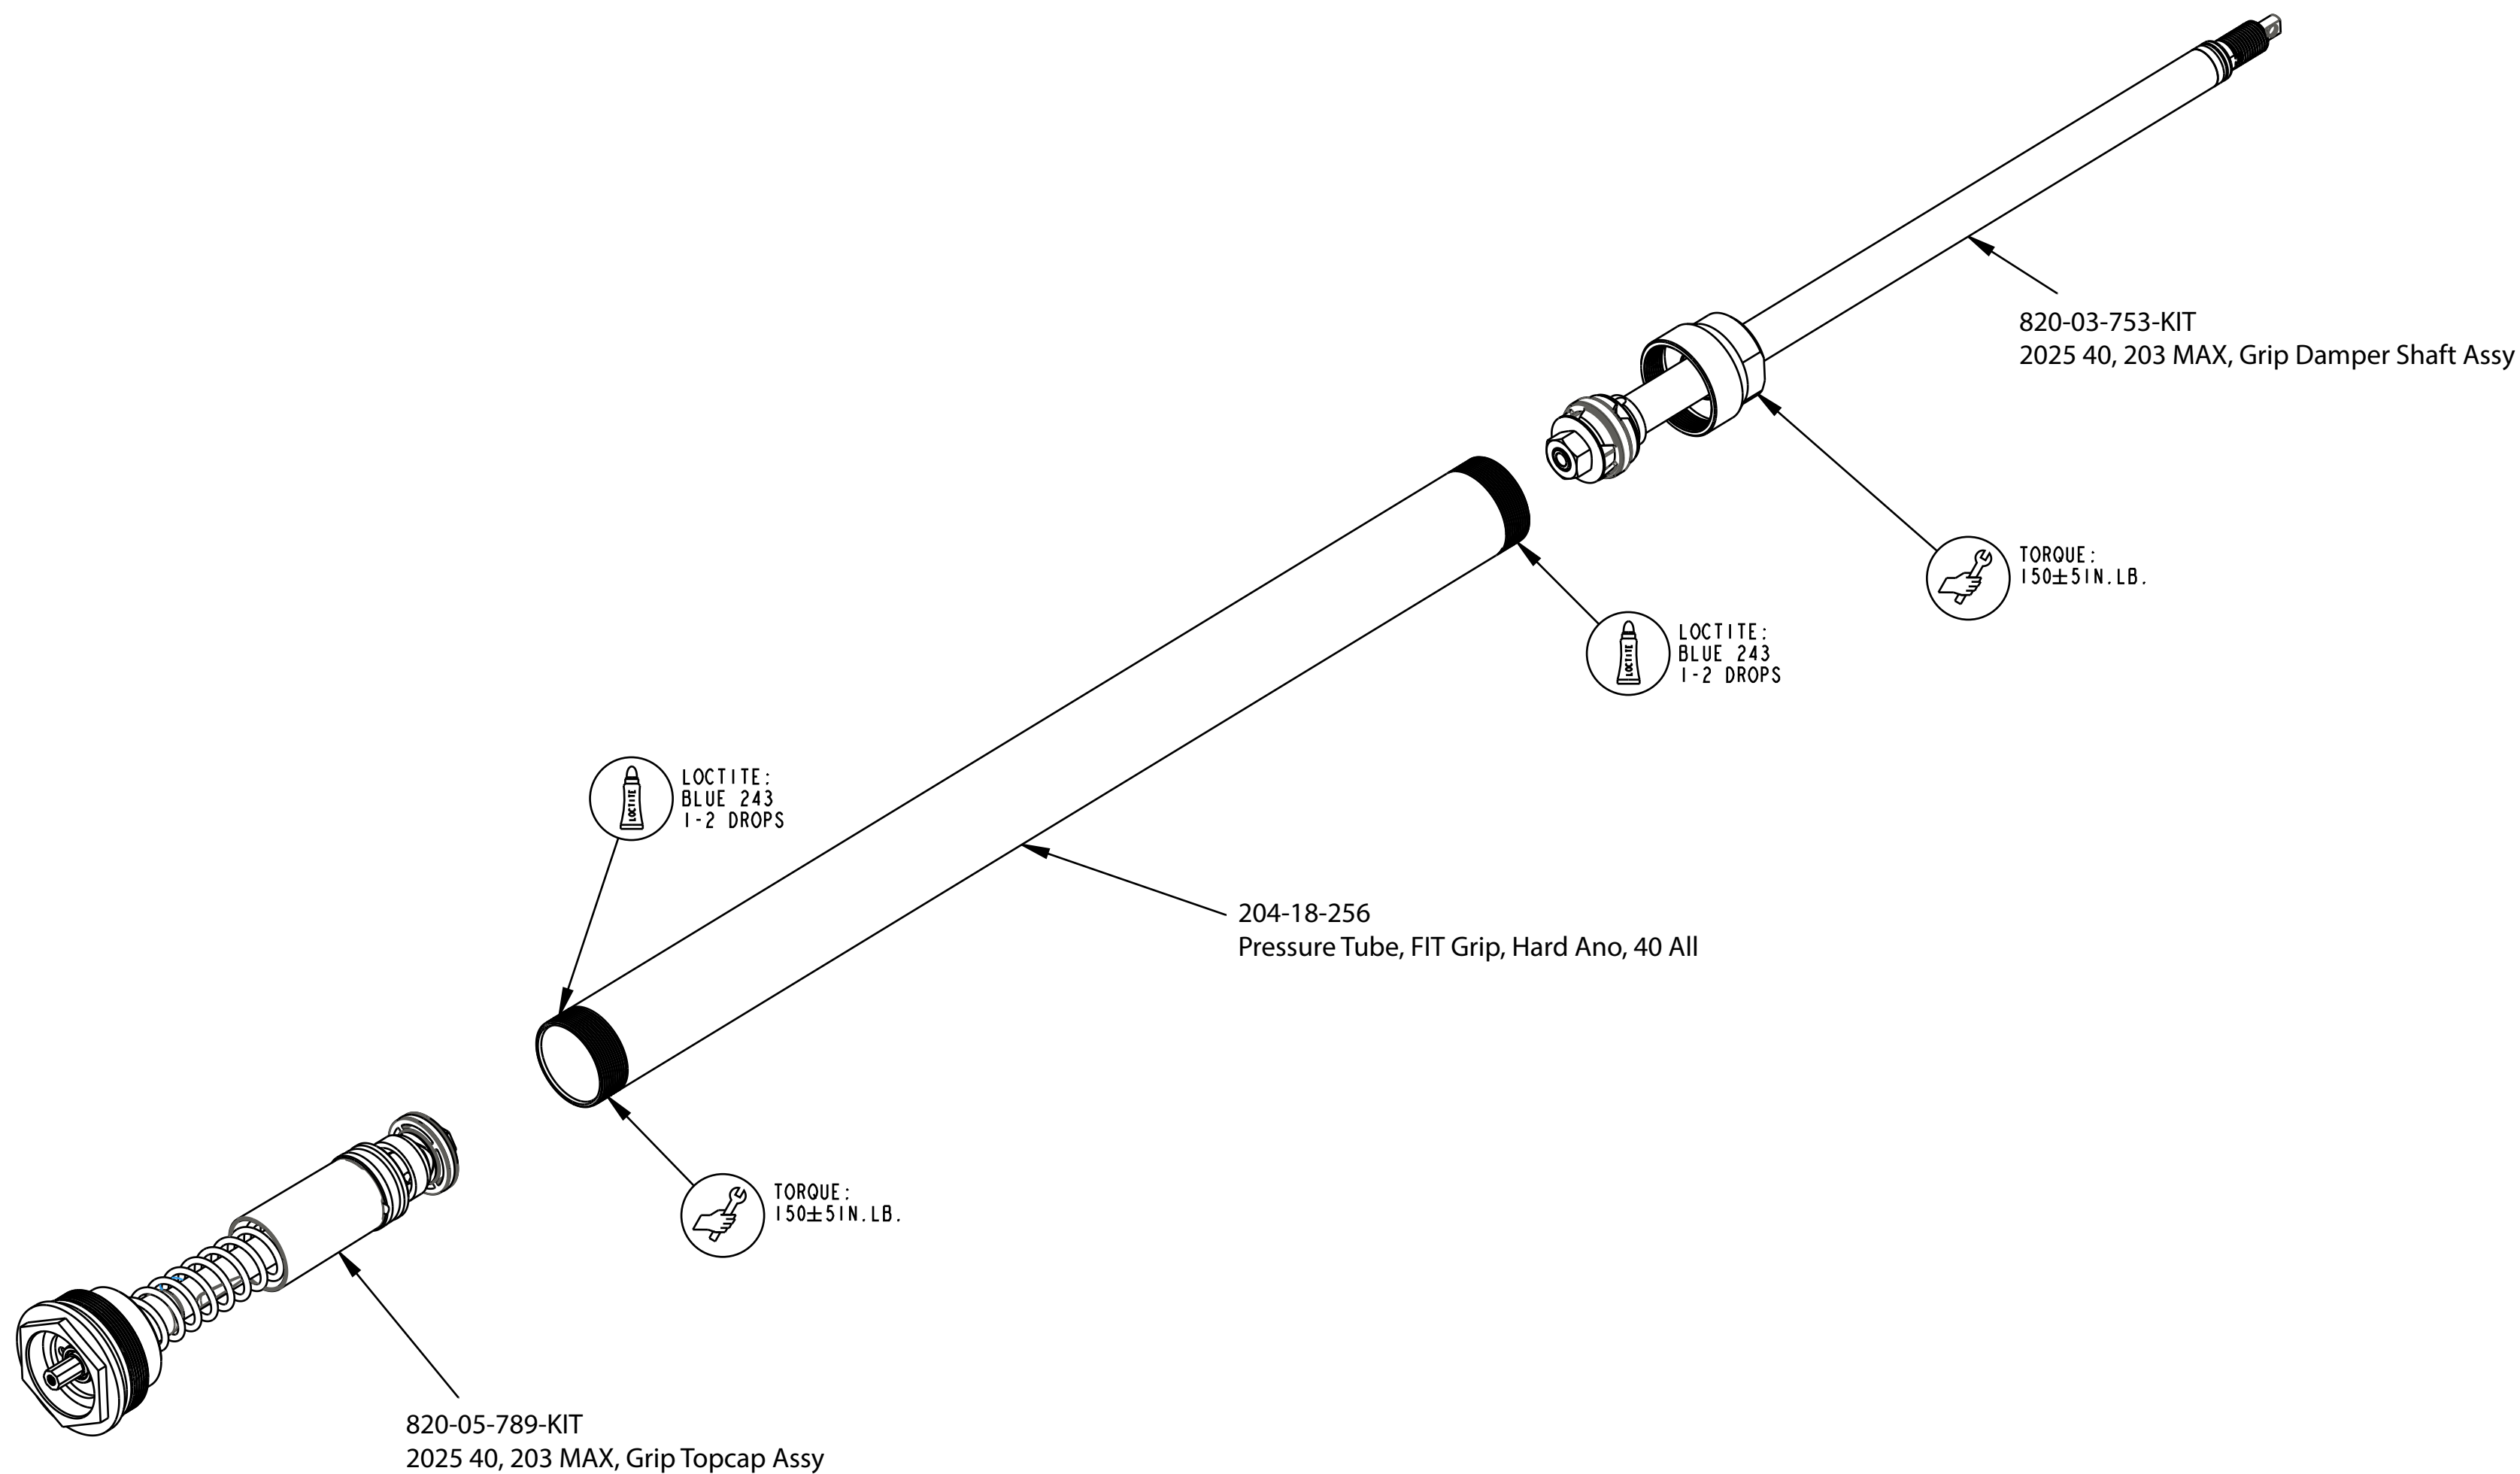 820-03-753-KIT
2025 40, 203 MAX, Grip Damper Shaft Assy
TORQUE:
150±5IN.LB.
LOCTITE:
BLUE 243
1-2 DROPS
LOCTITE
LOCTITE:
BLUE 243
1-2 DROPS
LOCTITE
204-18-256
Pressure Tube, FIT Grip, Hard Ano, 40 All
TORQUE:
150±5IN.LB.
820-05-789-KIT
2025 40, 203 MAX, Grip Topcap Assy